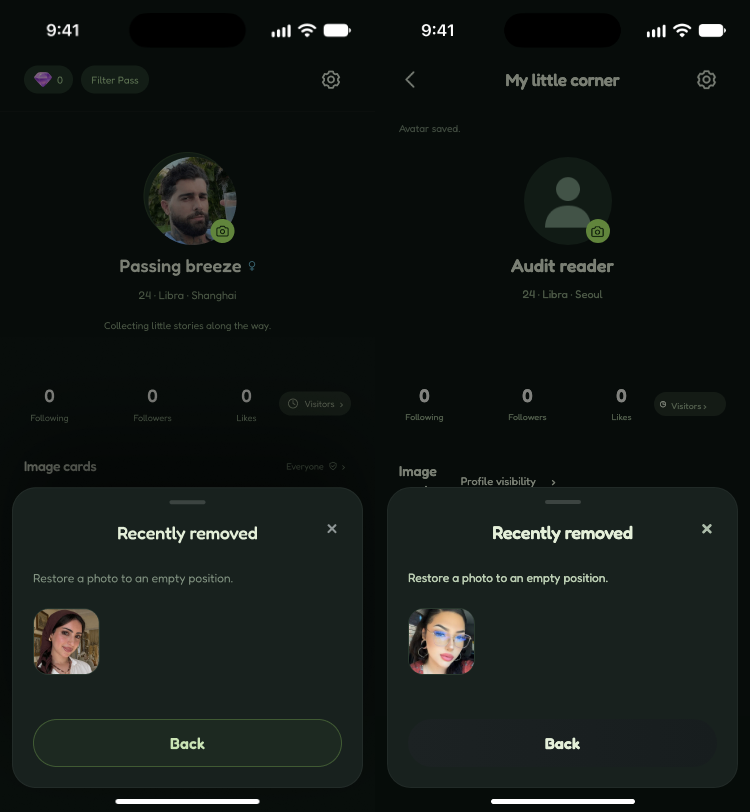 9:41
0 Filter Pass
Passing breeze
24 · Libra · Shanghai
Collecting little stories along the way.
0 0 0 Visitors ›
Following Followers Likes
Image cards Everyone ›
Recently removed ×
Restore a photo to an empty position.
Back
9:41
My little corner
Avatar saved.
Audit reader
24 · Libra · Seoul
0 0 0 Visitors ›
Following Followers Likes
Image
Profile visibility ›
Recently removed ×
Restore a photo to an empty position.
Back